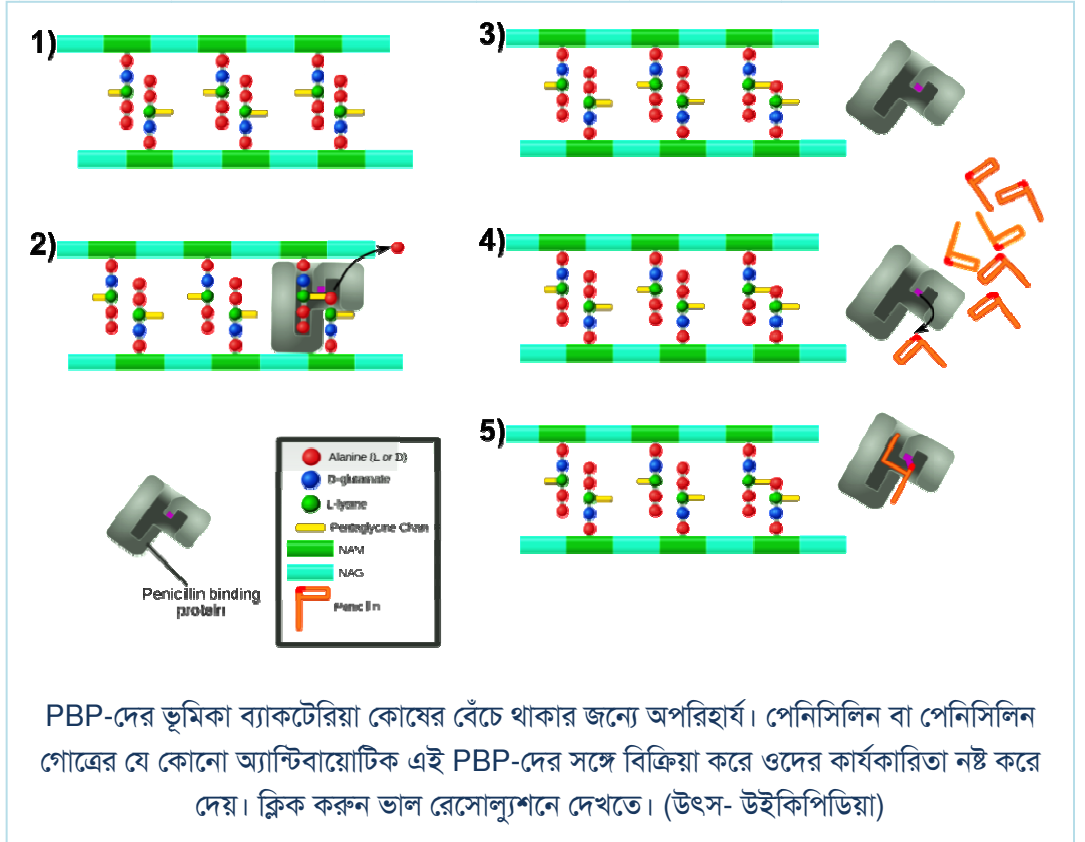 1)
2)
3)
4)
5)
Penicillin binding
protein
Alanine (L or D)
D-glutamate
L-lysine
Pentaglycine Chain
NAM
NAG
Penicilin
PBP-দের ভূমিকা ব্যাকটেরিয়া কোষের বেঁচে থাকার জন্যে অপরিহার্য। পেনিসিলিন বা পেনিসিলিন
গোত্রের যে কোনো অ্যান্টিবায়োটিক এই PBP-দের সঙ্গে বিক্রিয়া করে ওদের কার্যকারিতা নষ্ট করে
দেয়। ক্লিক করুন ভাল রেসোল্যুশনে দেখতে। (উৎস- উইকিপিডিয়া)